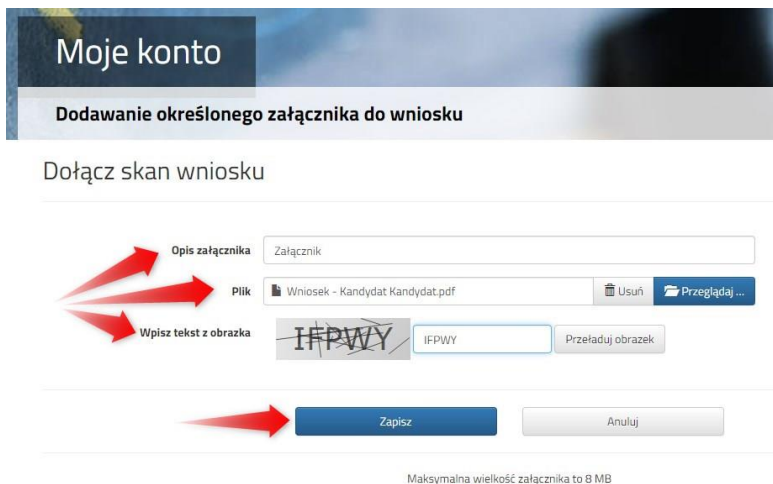 Moje konto
Dodawanie określonego załącznika do wniosku
Dołącz skan wniosku
Opis załącznika Załącznik
Plik Wniosek - Kandydat Kandydat.pdf Usuń Przeglądaj ...
Wpisz tekst z obrazka IFPWY IFPWY Przeładuj obrazek
Zapisz Anuluj
Maksymalna wielkość załącznika to 8 MB